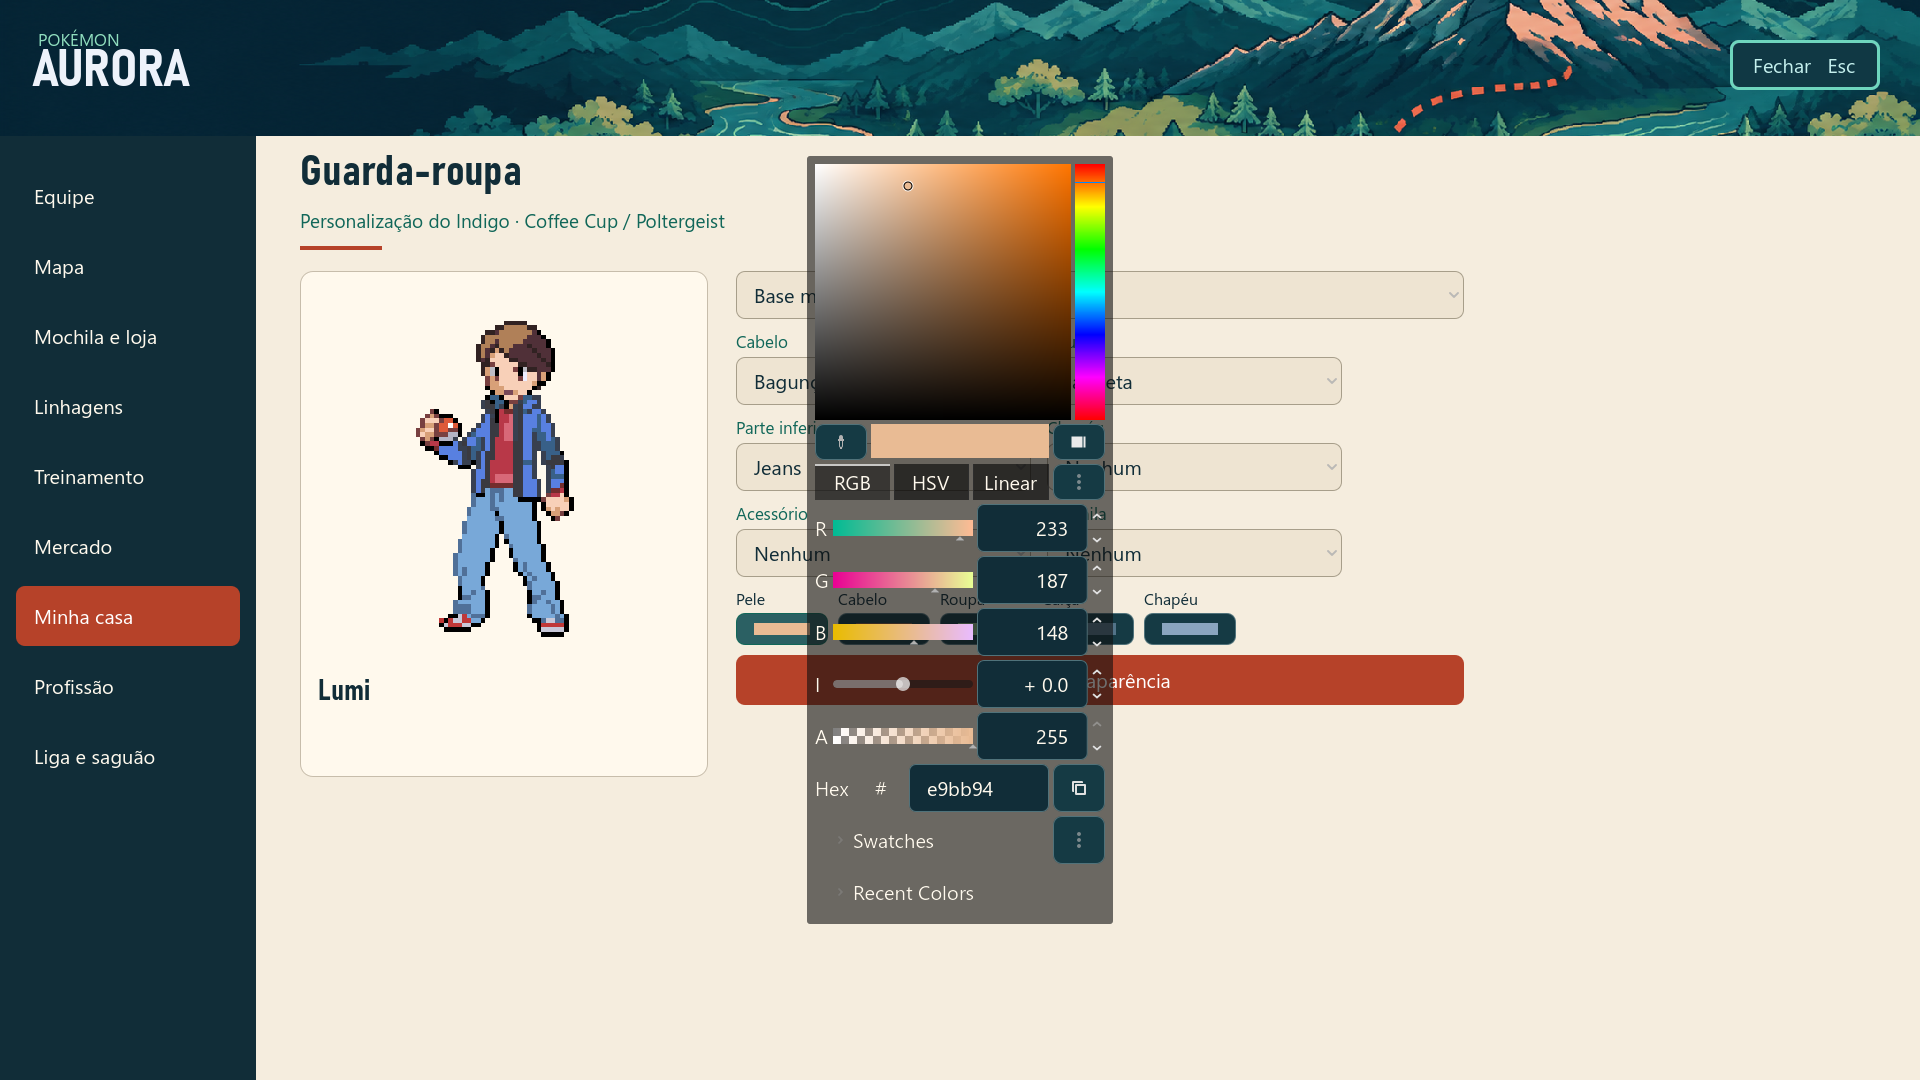 POKÉMON
AURORA
Fechar Esc
Equipe
Mapa
Mochila e loja
Linhagens
Treinamento
Mercado
Minha casa
Profissão
Liga e saguão
Guarda-roupa
Personalização do Indigo · Coffee Cup / Poltergeist
Lumi
Base m
Cabelo
Parte inferi
Jeans
Acessório
Nenhum
Nenhum
Pele
Cabelo
Roupa
Chapéu
aparência
RGB HSV Linear
R 233
G 187
B 148
I + 0.0
A 255
Hex # e9bb94
Swatches
Recent Colors